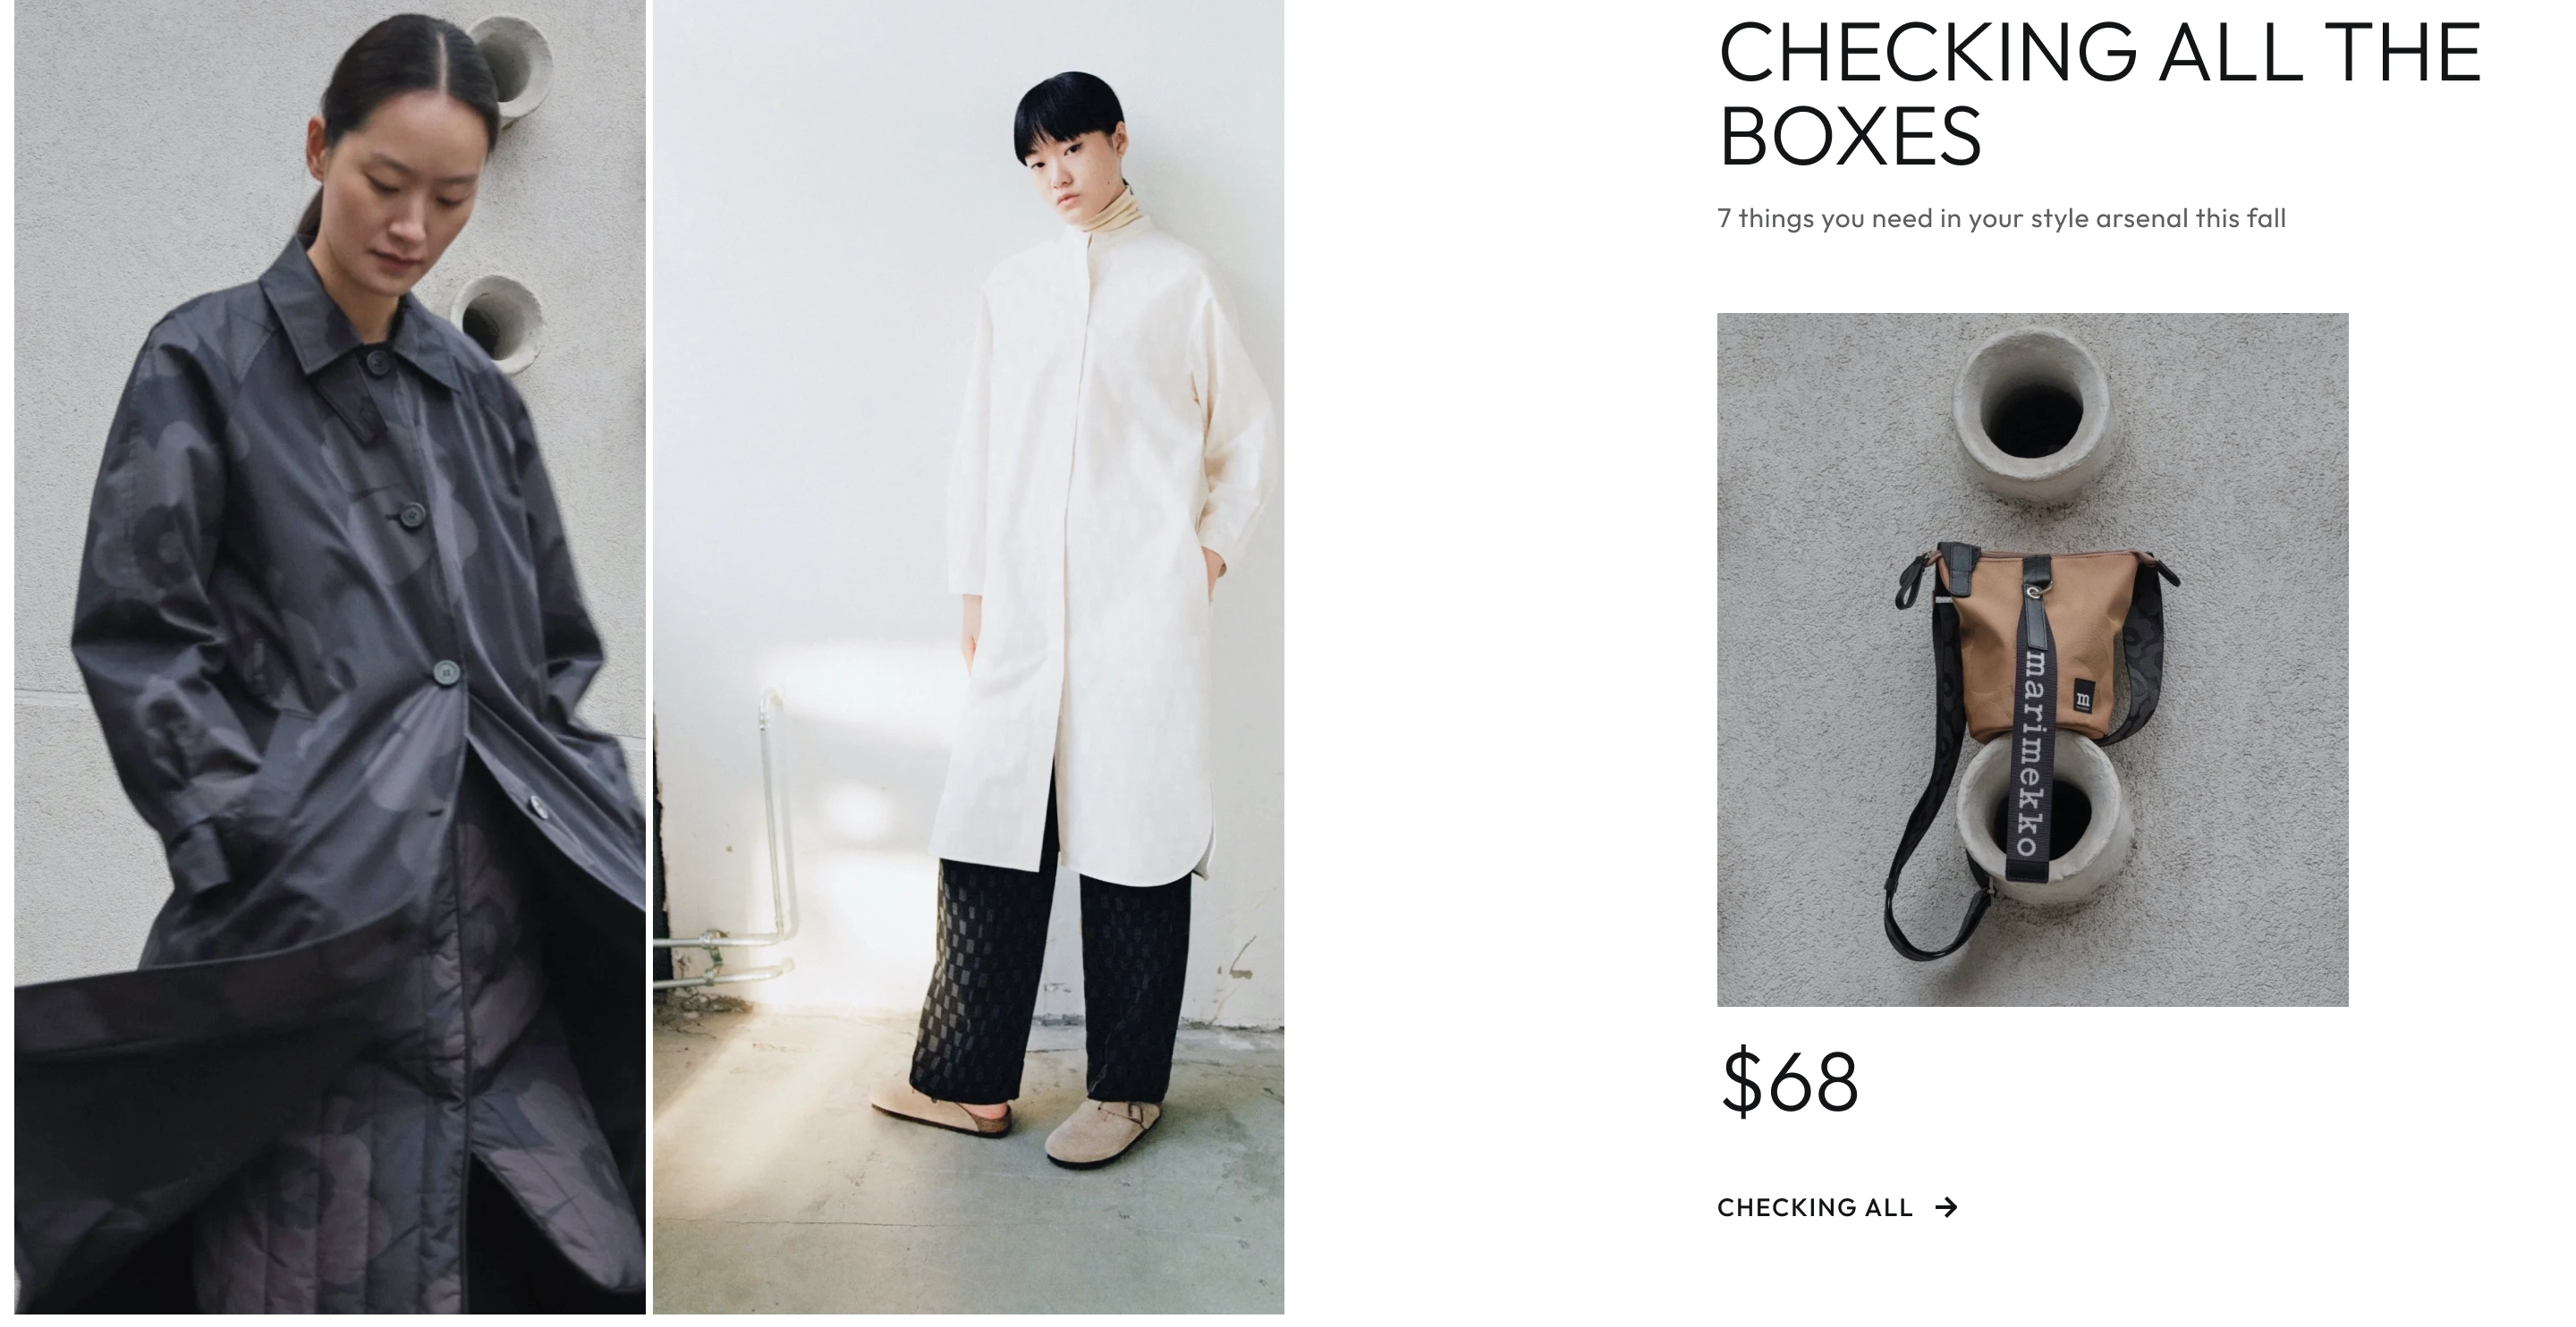 CHECKING ALL THE
BOXES
7 things you need in your style arsenal this fall
marimekko
m
$68
CHECKING ALL